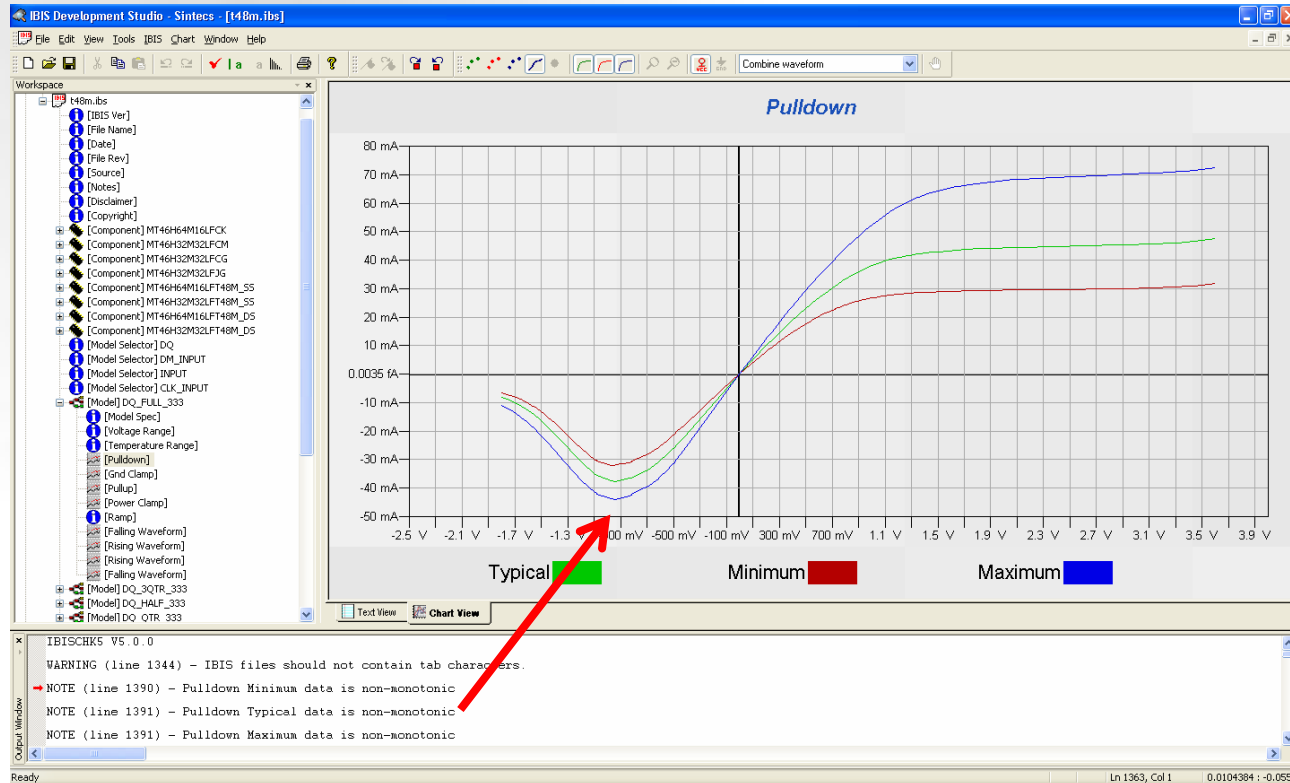 IBIS Development Studio - Sintecs - [t48m.ibs]
File Edit View Tools IBIS Chart Window Help
Combine waveform
Workspace
t48m.ibs
[IBIS Ver]
[File Name]
[Date]
[File Rev]
[Source]
[Notes]
[Disclaimer]
[Copyright]
[Component] MT46H64M16LFCK
[Component] MT46H32M32LFCM
[Component] MT46H32M32LFCG
[Component] MT46H32M32LFJG
[Component] MT46H64M16LFT48M_SS
[Component] MT46H32M32LFT48M_SS
[Component] MT46H64M16LFT48M_DS
[Component] MT46H32M32LFT48M_DS
[Model Selector] DQ
[Model Selector] DM_INPUT
[Model Selector] INPUT
[Model Selector] CLK_INPUT
[Model] DQ_FULL_333
[Model Spec]
[Voltage Range]
[Temperature Range]
[Pulldown]
[Gnd Clamp]
[Pullup]
[Power Clamp]
[Ramp]
[Falling Waveform]
[Rising Waveform]
[Rising Waveform]
[Falling Waveform]
[Model] DQ_3QTR_333
[Model] DQ_HALF_333
[Model] DQ_QTR_333
Pulldown
80 mA
70 mA
60 mA
50 mA
40 mA
30 mA
20 mA
10 mA
0.0035 fA
-10 mA
-20 mA
-30 mA
-40 mA
-50 mA
-2.5 V -2.1 V -1.7 V -1.3 V 00 mV -500 mV -100 mV 300 mV 700 mV 1.1 V 1.5 V 1.9 V 2.3 V 2.7 V 3.1 V 3.5 V 3.9 V
Typical Minimum Maximum
Text View Chart View
Output Window
IBISCHK5 V5.0.0
WARNING (line 1344) - IBIS files should not contain tab characters.
NOTE (line 1390) - Pulldown Minimum data is non-monotonic
NOTE (line 1391) - Pulldown Typical data is non-monotonic
NOTE (line 1391) - Pulldown Maximum data is non-monotonic
Ready
Ln 1363, Col 1
0.0104384 : -0.055